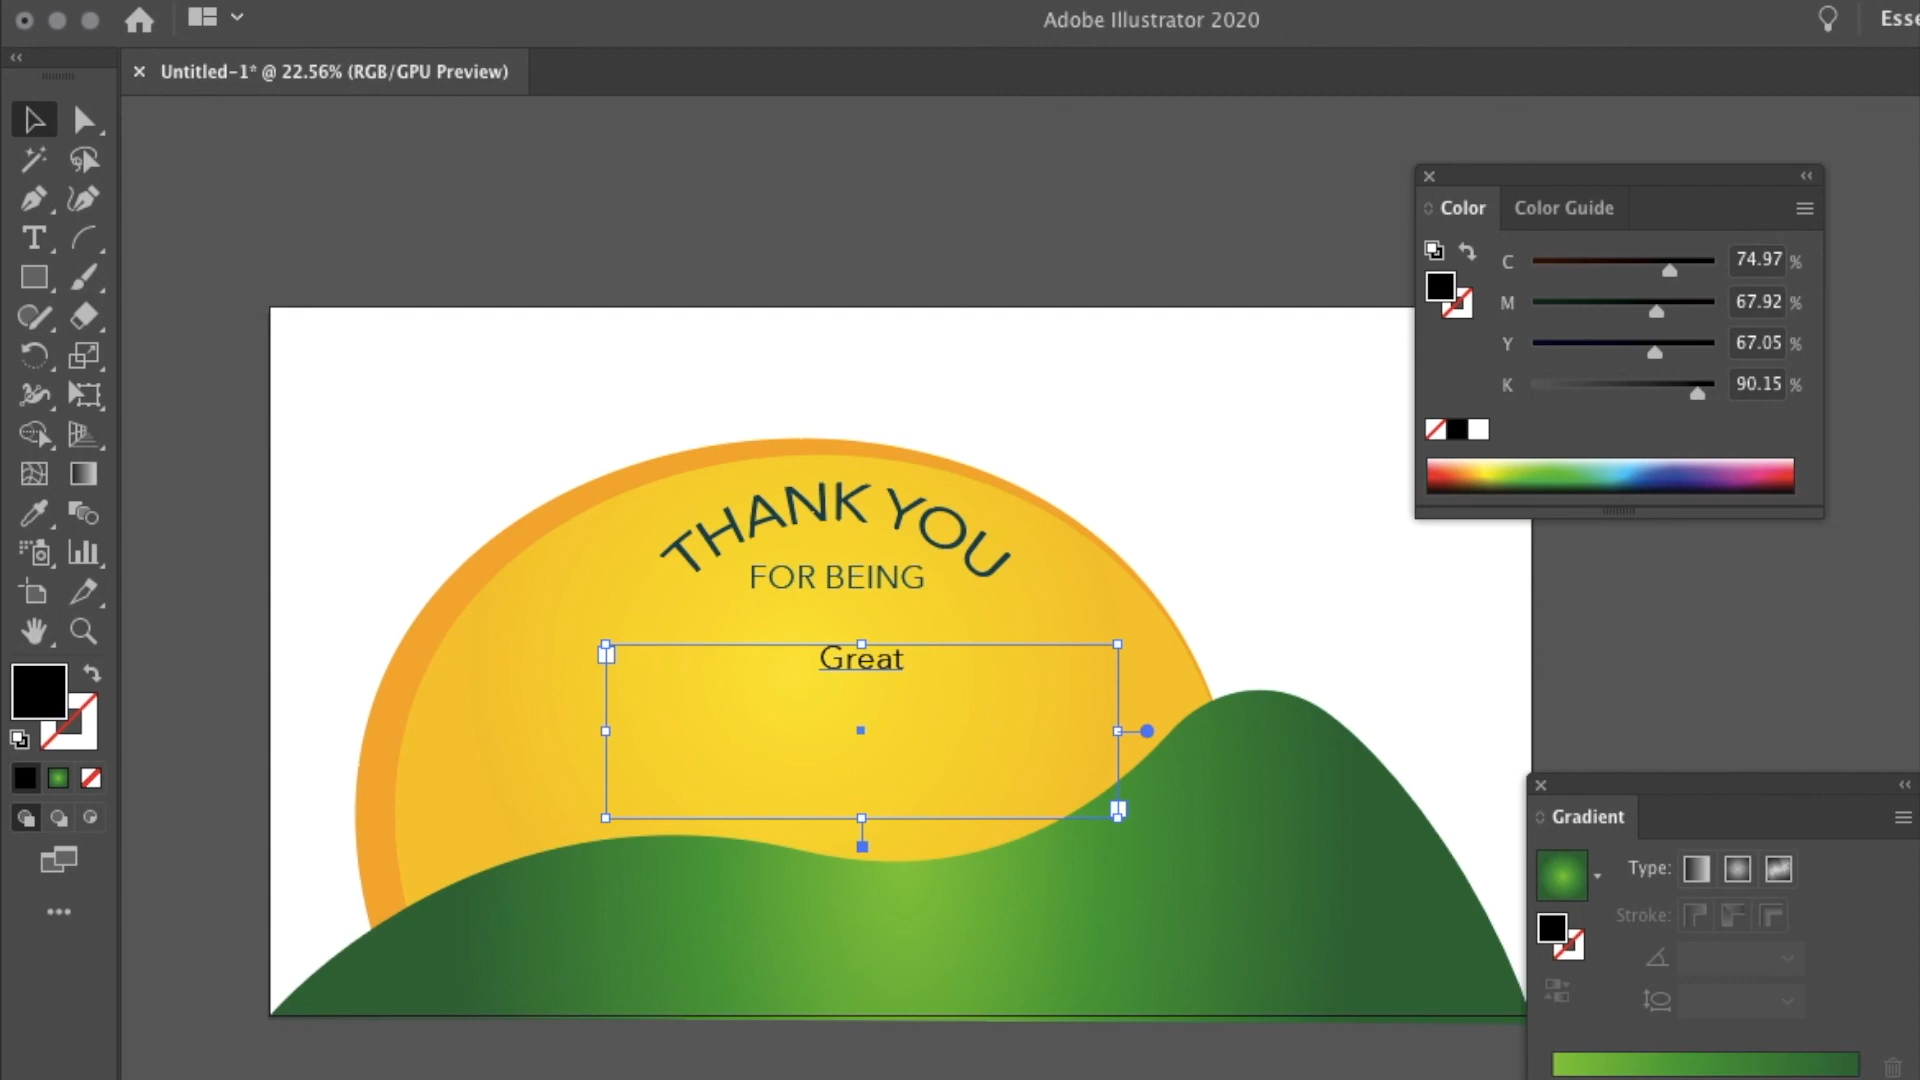 Adobe Illustrator 2020
Esse
× Untitled-1* @ 22.56% (RGB/GPU Preview)
Color
Color Guide
C 74.97 %
M 67.92 %
Y 67.05 %
K 90.15 %
THANK YOU
FOR BEING
Great
Gradient
Type:
Stroke: